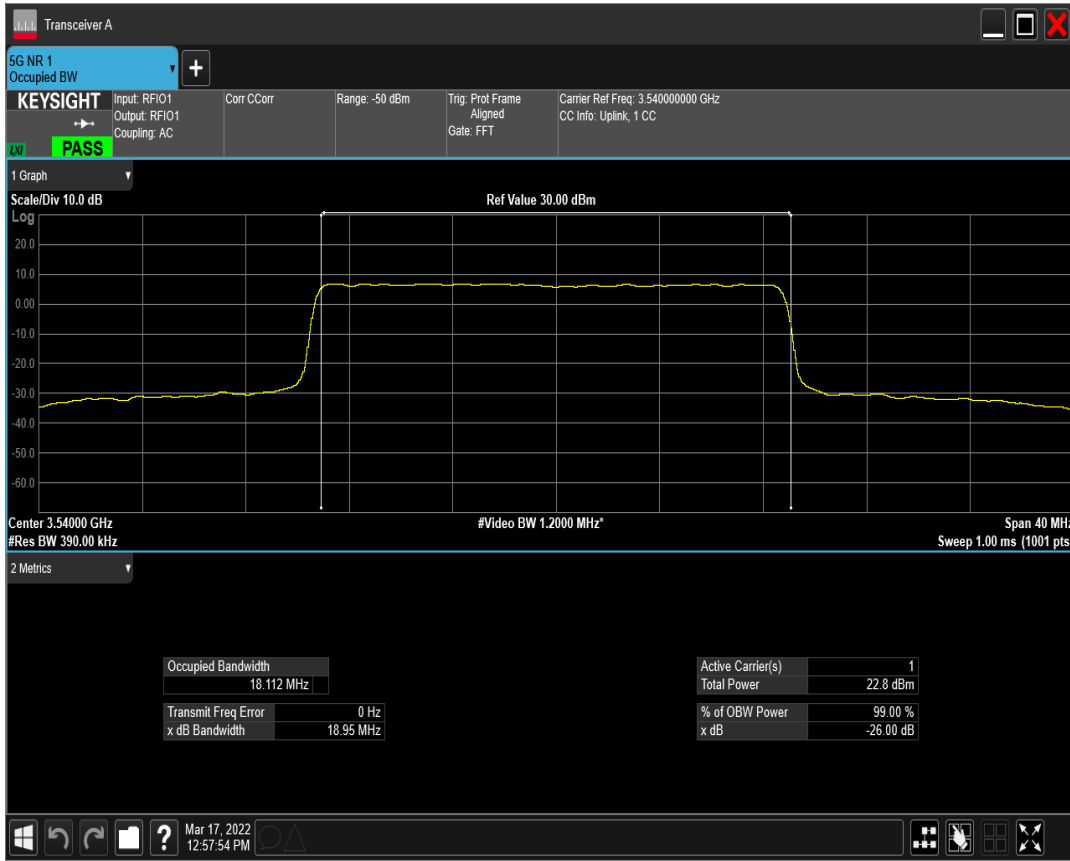 Transceiver A
5G NR 1
Occupied BW
KEYSIGHT
LXI
PASS
Input: RFIO1
Output: RFIO1
Coupling: AC
Corr CCorr
Range: -50 dBm
Trig: Prot Frame
Aligned
Gate: FFT
Carrier Ref Freq: 3.540000000 GHz
CC Info: Uplink, 1 CC
1 Graph
Scale/Div 10.0 dB
Ref Value 30.00 dBm
Log
20.0
10.0
0.00
-10.0
-20.0
-30.0
-40.0
-50.0
-60.0
Center 3.54000 GHz
#Video BW 1.2000 MHz*
Span 40 MHz
#Res BW 390.00 kHz
Sweep 1.00 ms (1001 pts
2 Metrics
Occupied Bandwidth
18.112 MHz
Transmit Freq Error 0 Hz
x dB Bandwidth 18.95 MHz
Active Carrier(s) 1
Total Power 22.8 dBm
% of OBW Power 99.00 %
x dB -26.00 dB
?
Mar 17, 2022
12:57:54 PM